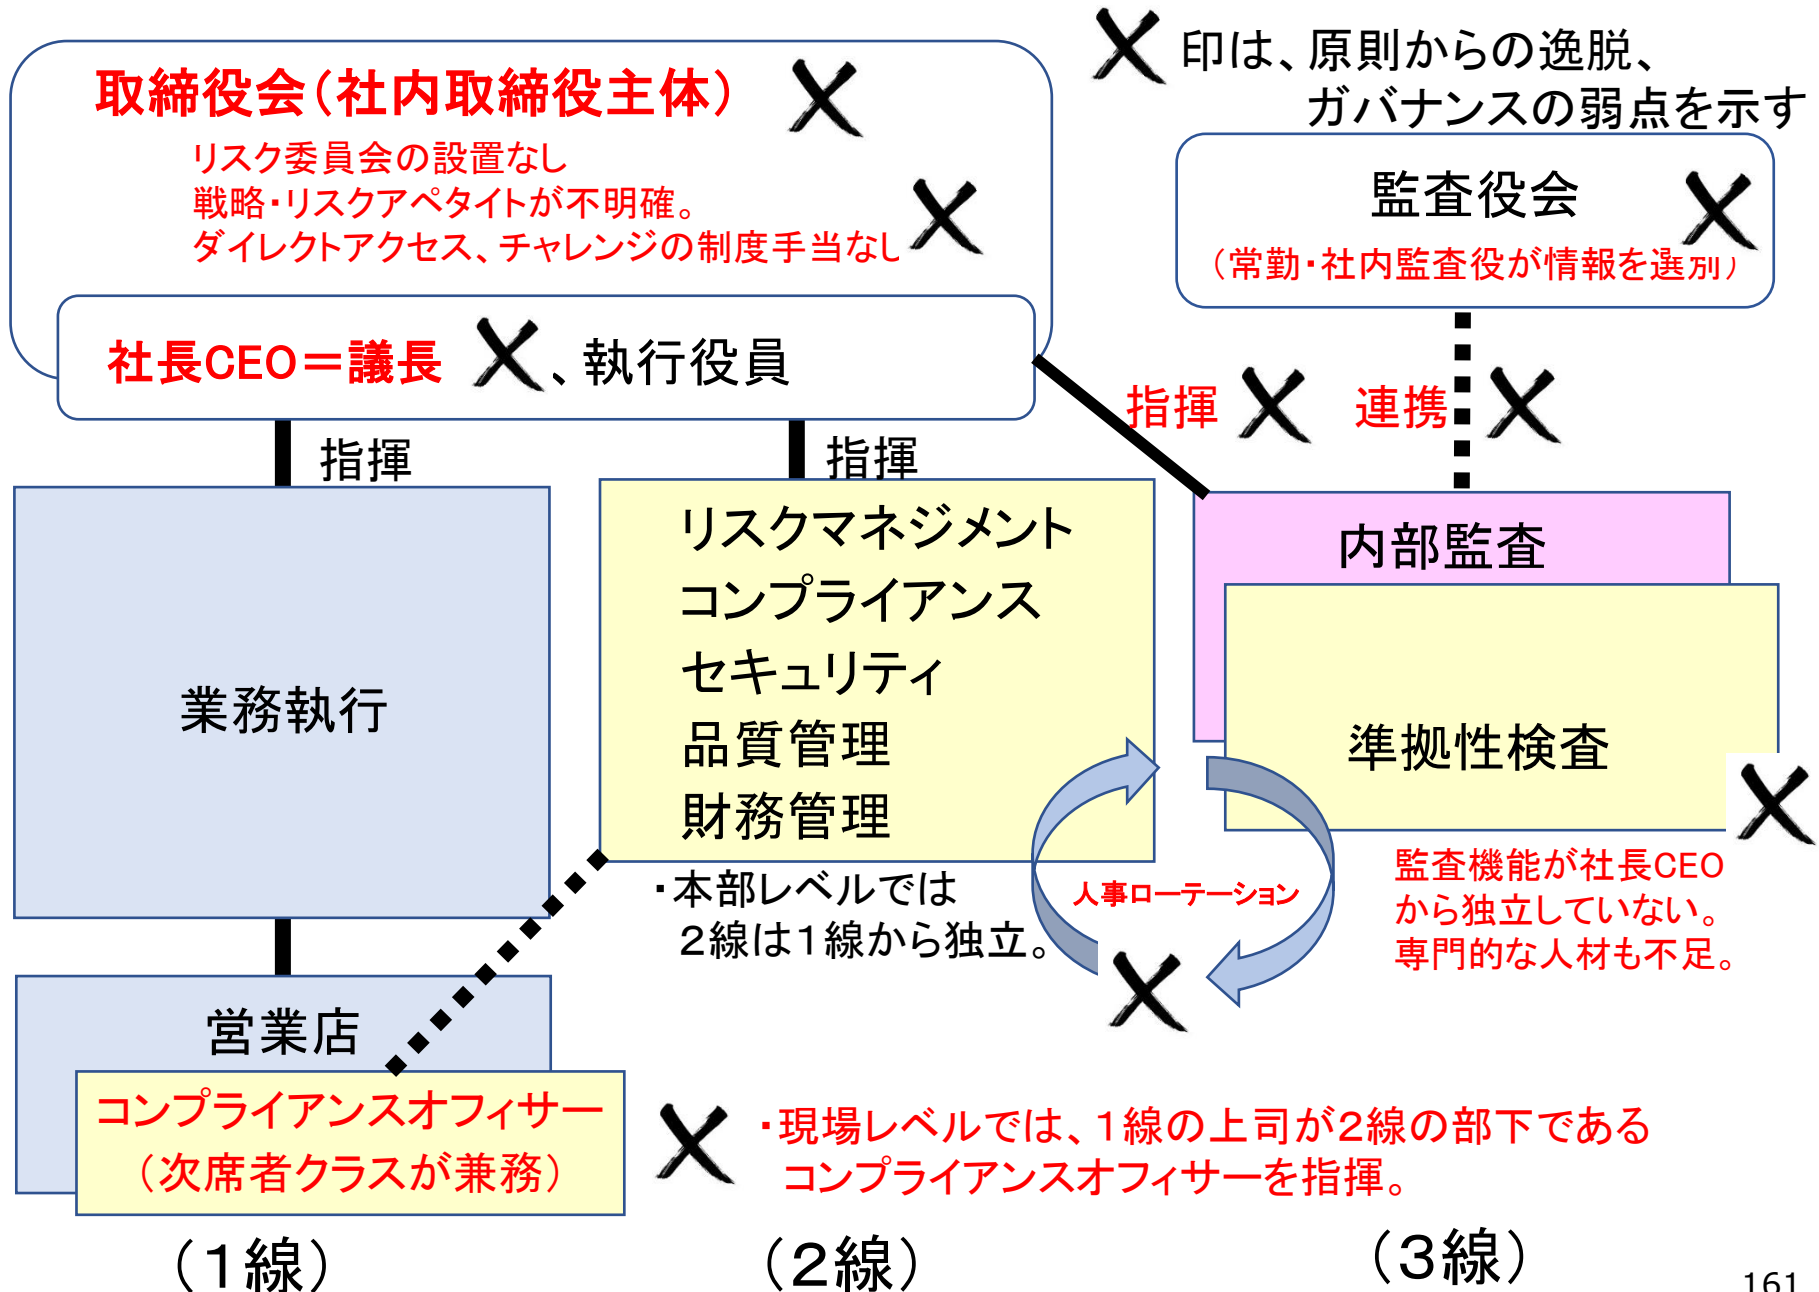 印は、原則からの逸脱、
ガバナンスの弱点を示す
取締役会（社内取締役主体）
リスク委員会の設置なし
戦略・リスクアペタイトが不明確。
ダイレクトアクセス、チャレンジの制度手当なし
監査役会
（常勤・社内監査役が情報を選別）
社長CEO＝議長
、執行役員
指揮
指揮
指揮
連携
業務執行
リスクマネジメント
コンプライアンス
セキュリティ
品質管理
財務管理
内部監査
準拠性検査
・本部レベルでは
２線は１線から独立。
人事ローテーション
監査機能が社長CEO
から独立していない。
専門的な人材も不足。
営業店
コンプライアンスオフィサー
（次席者クラスが兼務）
・現場レベルでは、１線の上司が２線の部下である
コンプライアンスオフィサーを指揮。
（１線）
（２線）
（３線）
161